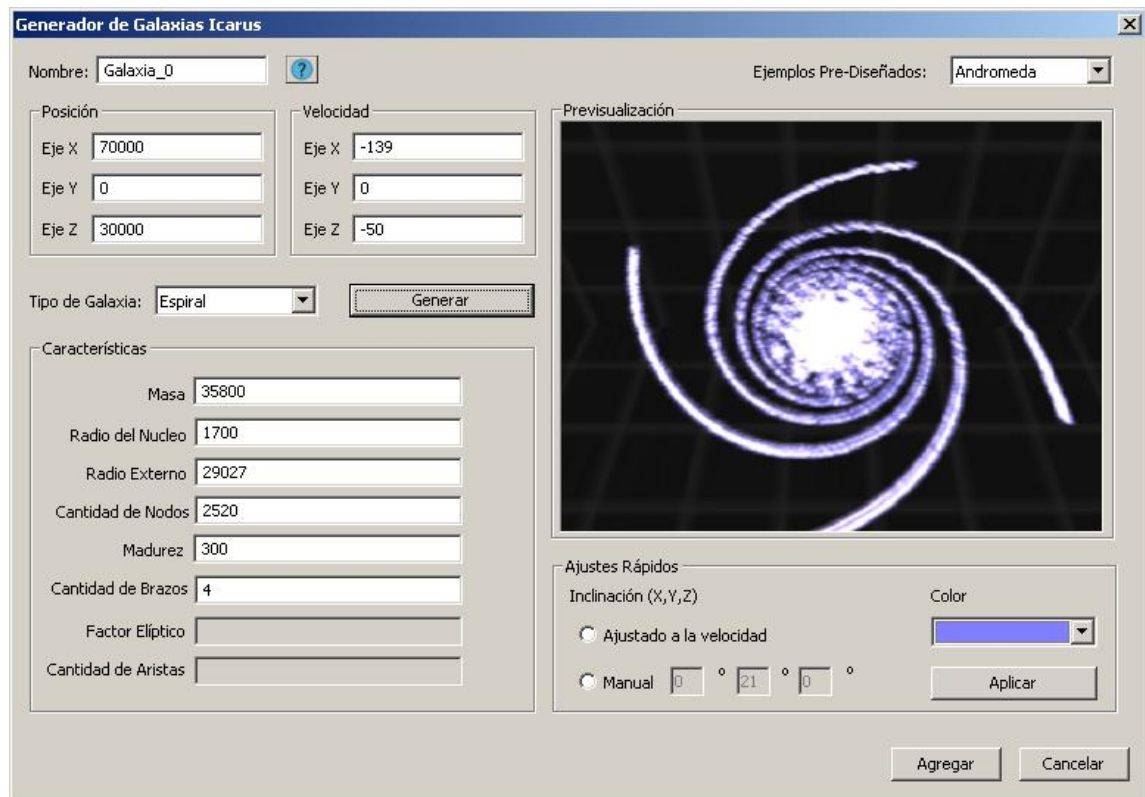 Generador de Galaxias Icarus
Nombre: Galaxia_0
?
Ejemplos Pre-Diseñados: Andromeda
Posición
Eje X 70000
Eje Y 0
Eje Z 30000
Velocidad
Eje X -139
Eje Y 0
Eje Z -50
Tipo de Galaxia: Espiral
Generar
Características
Masa 35800
Radio del Nucleo 1700
Radio Externo 29027
Cantidad de Nodos 2520
Madurez 300
Cantidad de Brazos 4
Factor Elíptico
Cantidad de Aristas
Previsualización
Ajustes Rápidos
Inclinación (X,Y,Z)
Ajustado a la velocidad
Manual 0 º 21 º 0 º
Color
Aplicar
Agregar
Cancelar